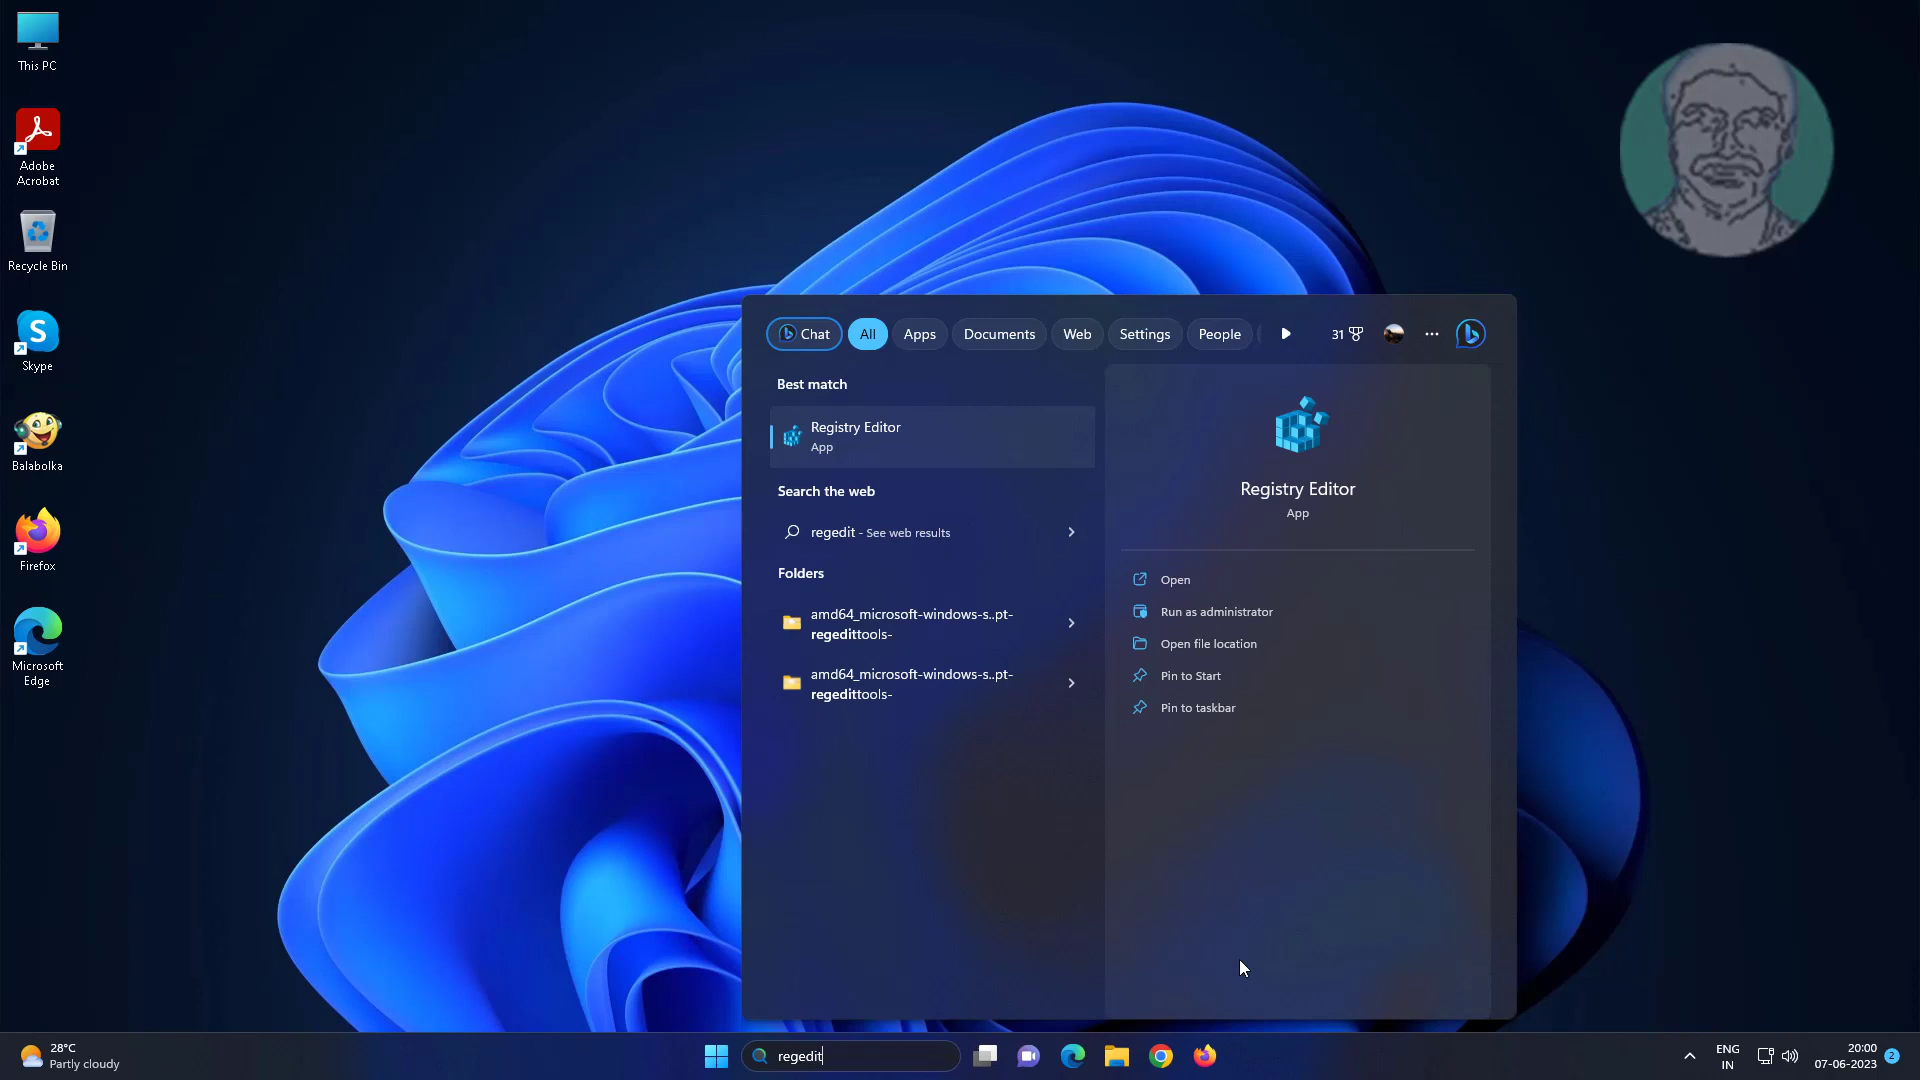 This PC
Adobe
Acrobat
Recycle Bin
Skype
Balabolka
Firefox
Microsoft
Edge
Chat
All
Apps
Documents
Web
Settings
People
31
Best match
Registry Editor
App
Search the web
regedit - See web results
Folders
amd64_microsoft-windows-s..pt-
regedittools-
amd64_microsoft-windows-s..pt-
regedittools-
Registry Editor
App
Open
Run as administrator
Open file location
Pin to Start
Pin to taskbar
28°C
Partly cloudy
regedit
ENG
IN
20:00
07-06-2023
2